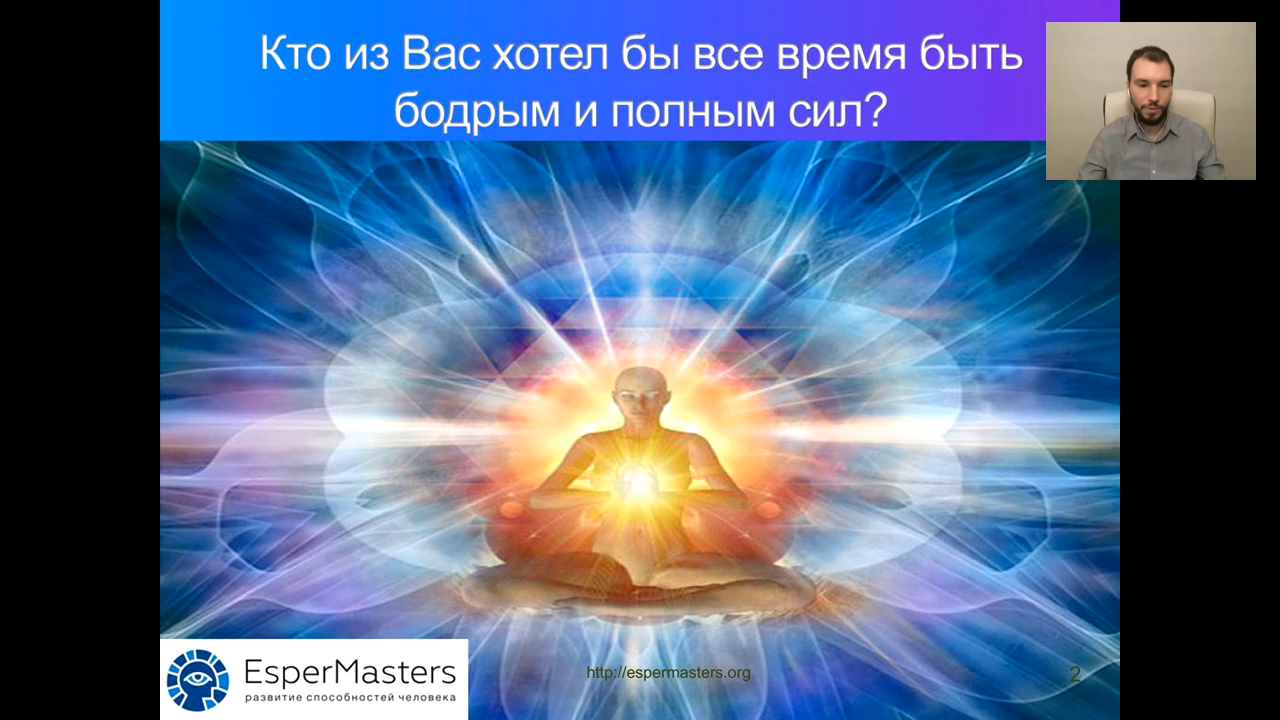 Кто из Вас хотел бы все время быть
бодрым и полным сил?
EsperMasters
развитие способностей человека
http://espermasters.org
2